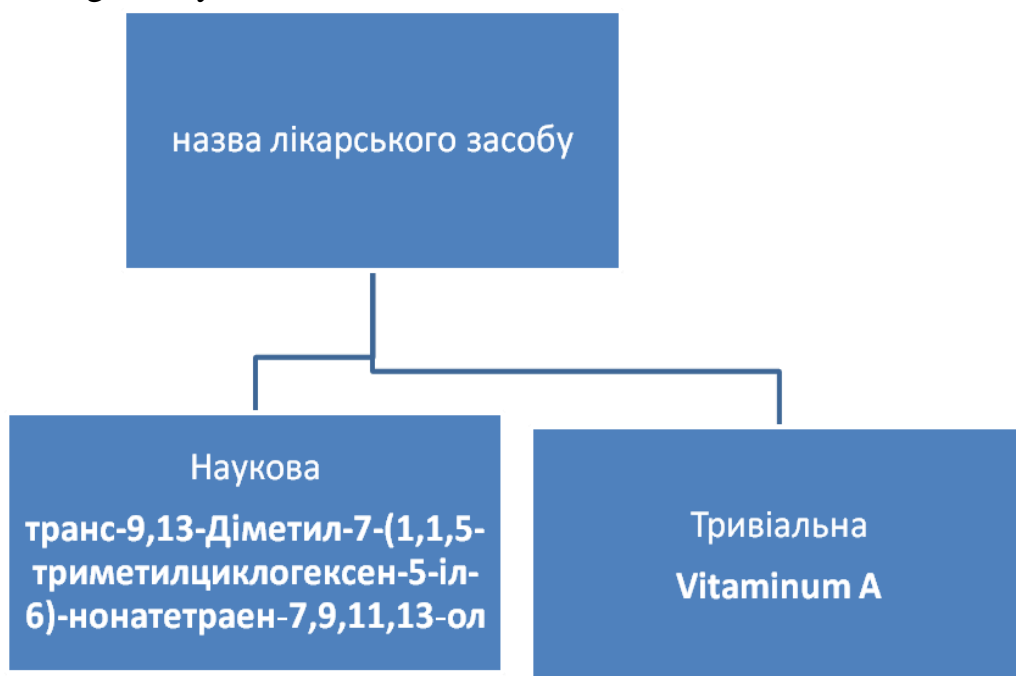 назва лікарського засобу
Наукова
транс-9,13-Діметил-7-(1,1,5-
триметилциклогексен-5-іл-
6)-нонатетраен-7,9,11,13-ол
Тривіальна
Vitaminum A